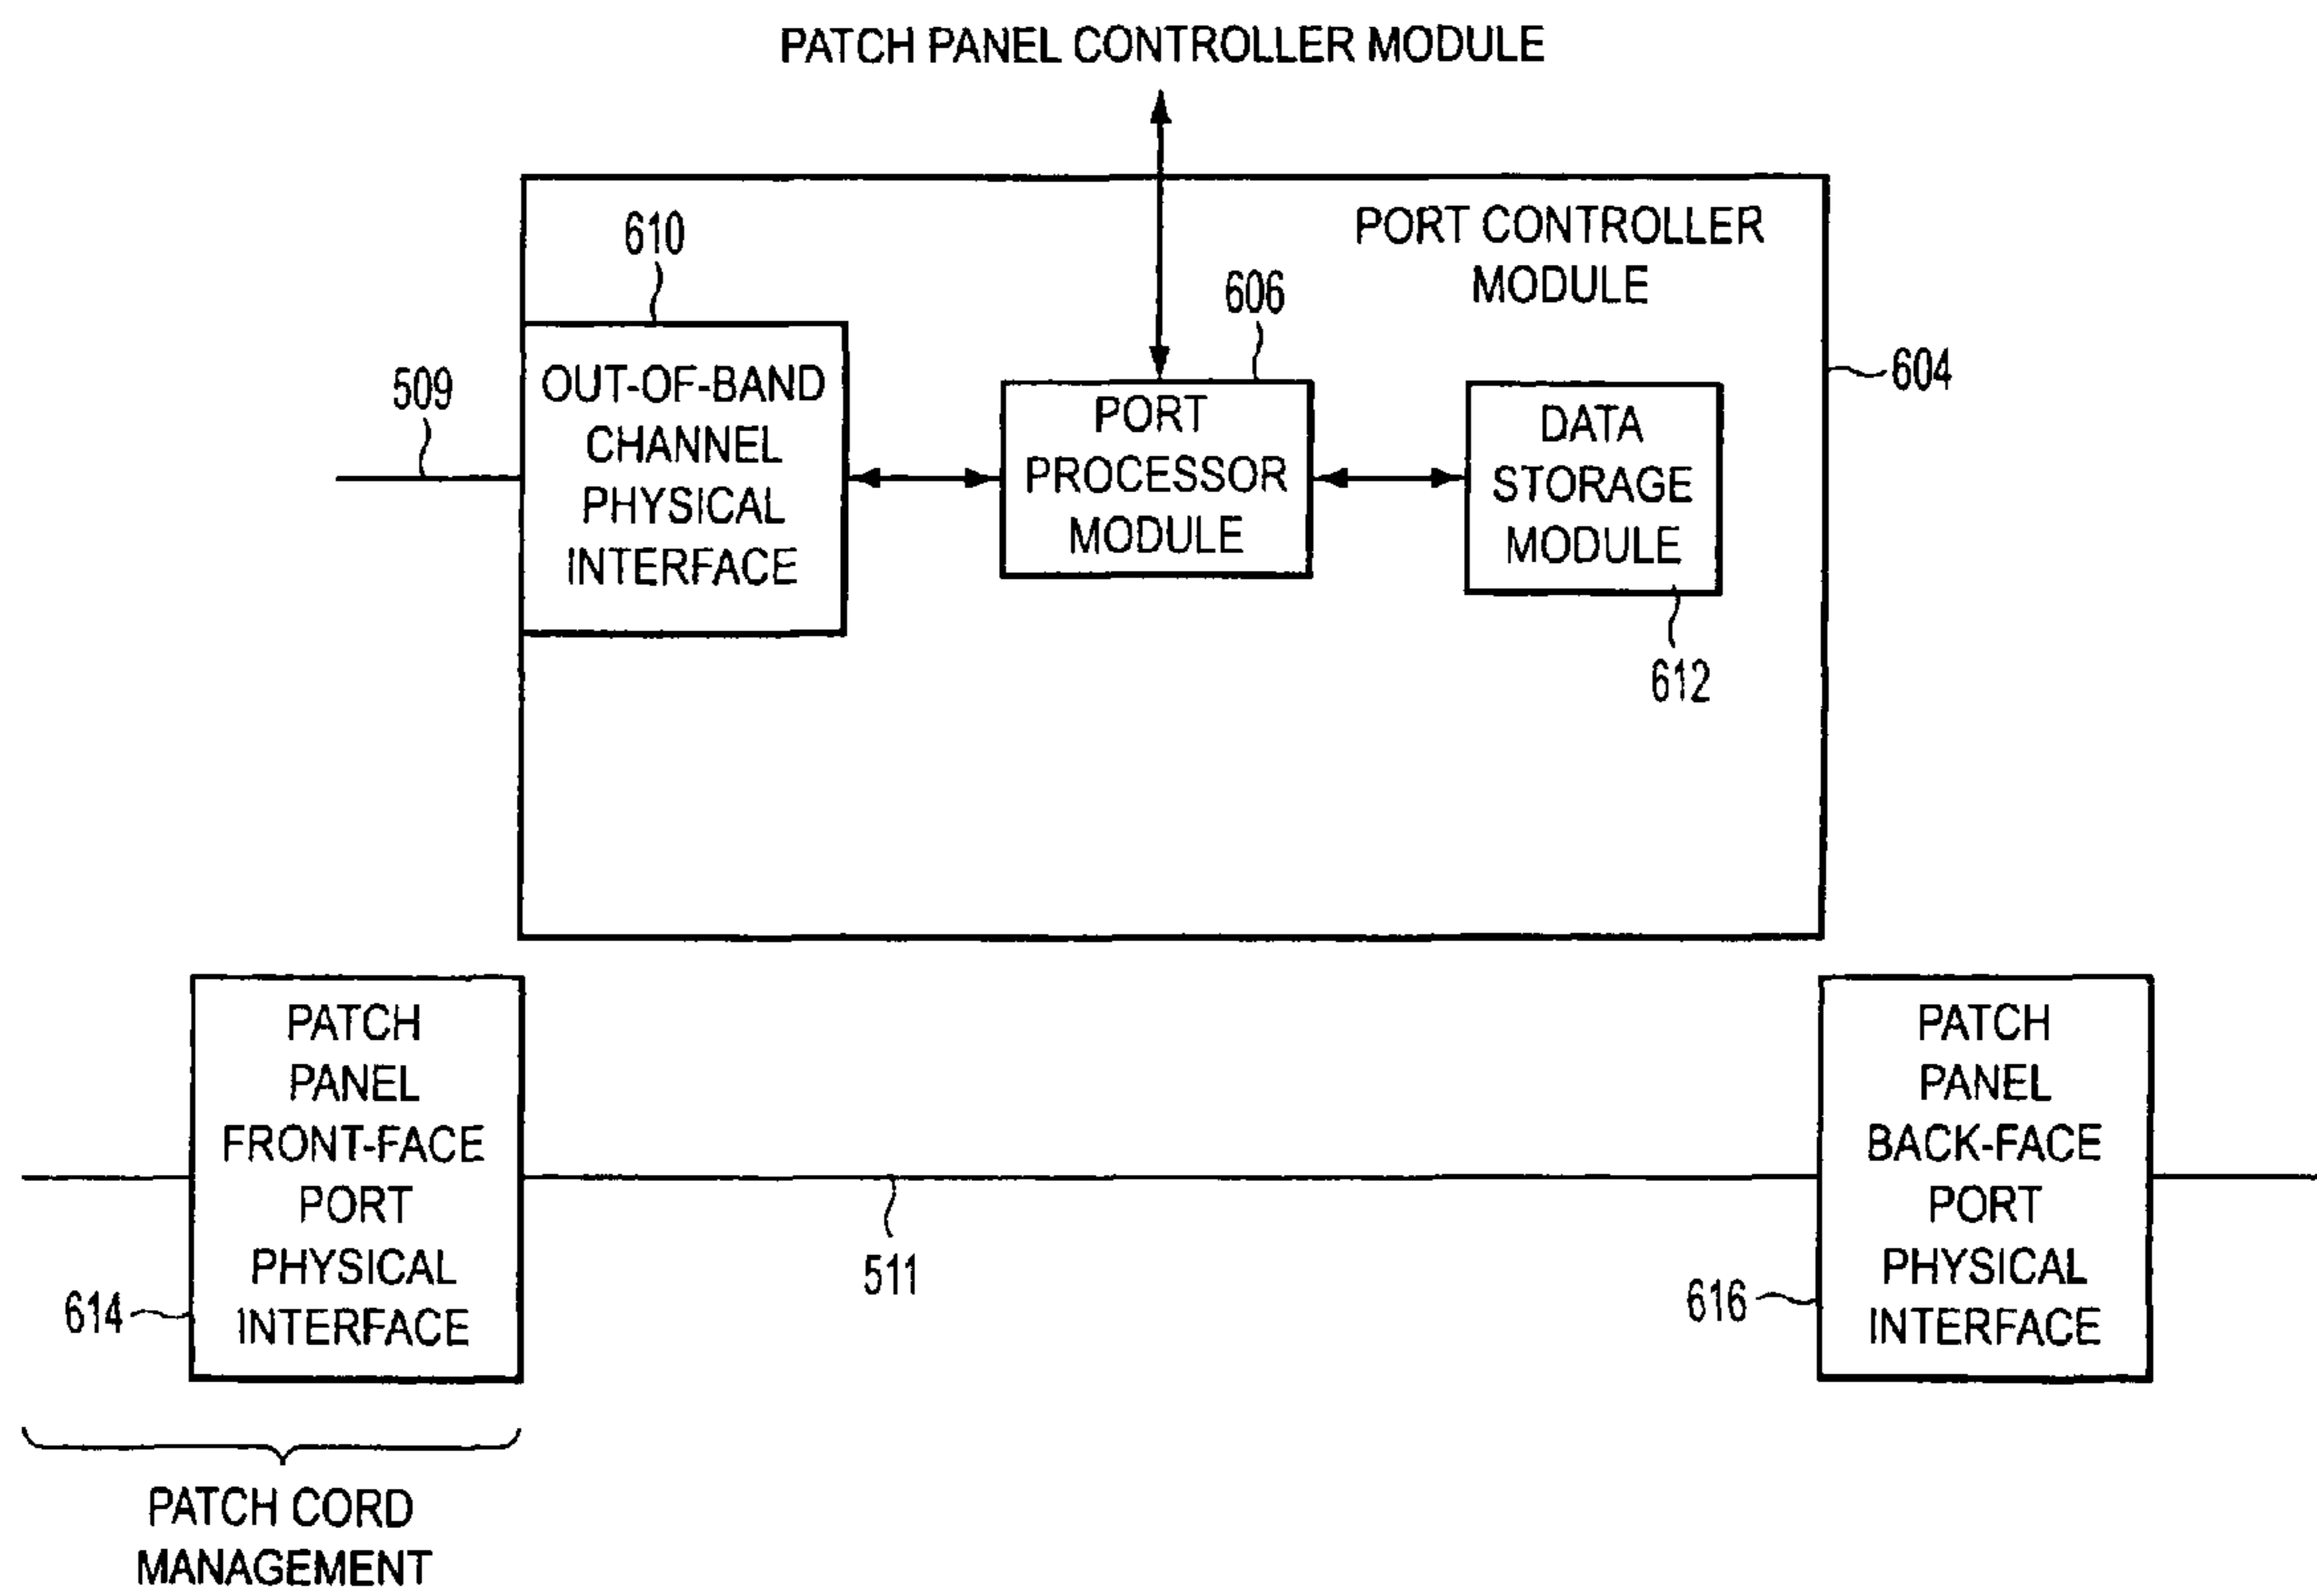 PATCH PANEL CONTROLLER MODULE
PORT CONTROLLER
MODULE
610
606
604
509
OUT-OF-BAND
CHANNEL
PHYSICAL
INTERFACE
PORT
PROCESSOR
MODULE
DATA
STORAGE
MODULE
612
PATCH
PANEL
FRONT-FACE
PORT
PHYSICAL
INTERFACE
614
511
PATCH
PANEL
BACK-FACE
PORT
PHYSICAL
INTERFACE
616
PATCH CORD
MANAGEMENT